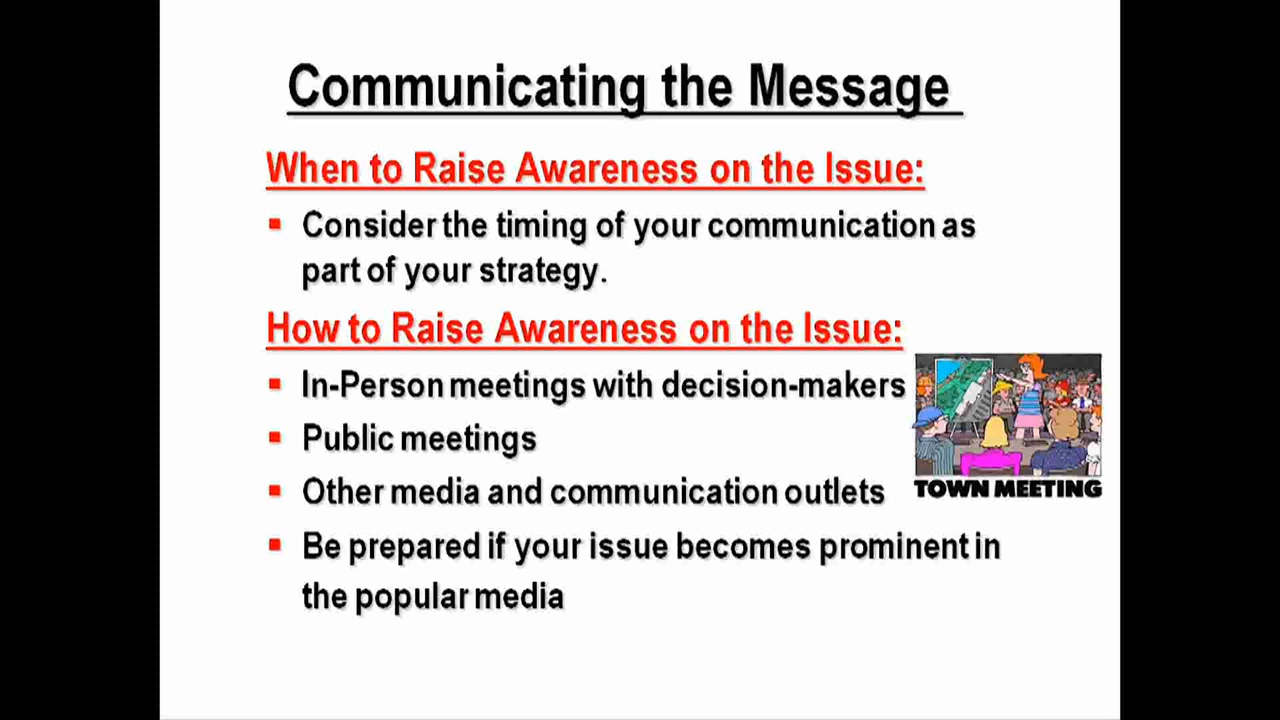 Communicating the Message
When to Raise Awareness on the Issue:
▪ Consider the timing of your communication as
part of your strategy.
How to Raise Awareness on the Issue:
▪ In-Person meetings with decision-makers
▪ Public meetings
▪ Other media and communication outlets
TOWN MEETING
▪ Be prepared if your issue becomes prominent in
the popular media